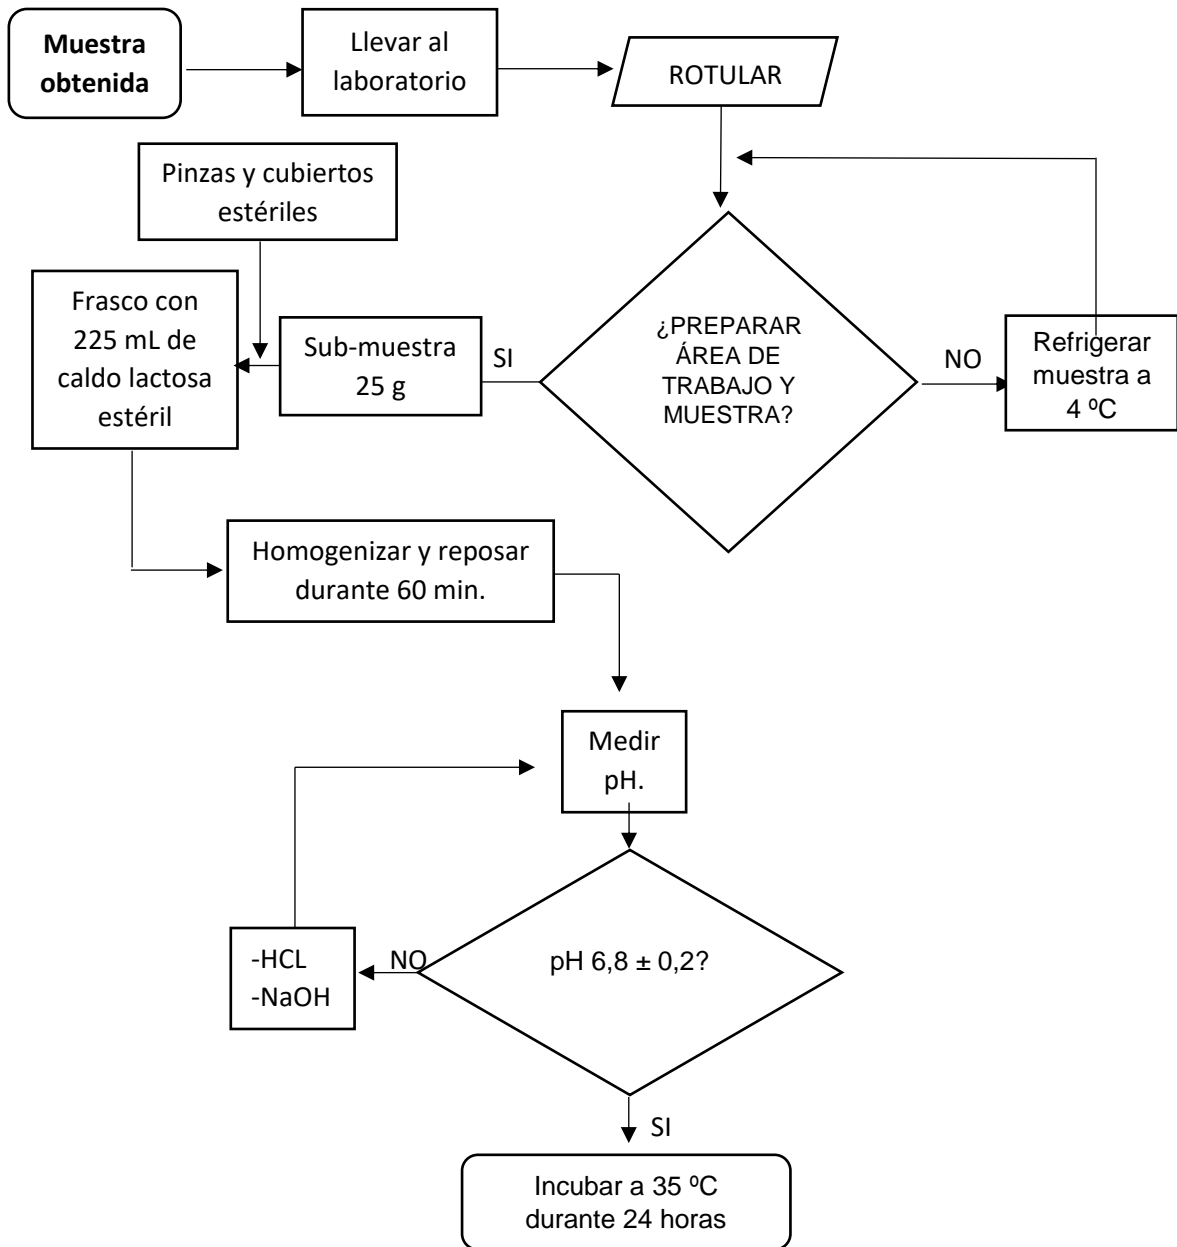 Muestra
obtenida
Llevar al
laboratorio
ROTULAR
Pinzas y cubiertos
estériles
Frasco con
225 mL de
caldo lactosa
estéril
Sub-muestra
25 g
SI
¿PREPARAR
ÁREA DE
TRABAJO Y
MUESTRA?
NO
Refrigerar
muestra a
4 ºC
Homogenizar y reposar
durante 60 min.
Medir
pH.
-HCL
-NaOH
NO
pH 6,8 ± 0,2?
SI
Incubar a 35 ºC
durante 24 horas